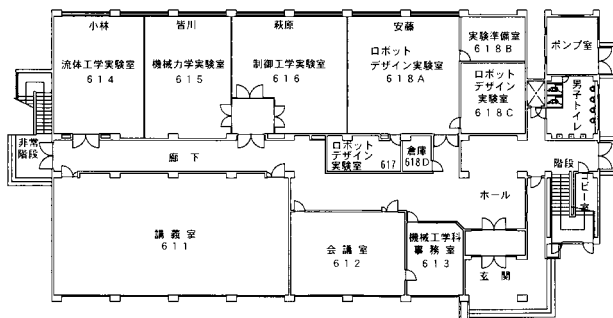 小林
流体工学実験室
614
皆川
機械力学実験室
615
萩原
制御工学実験室
616
安藤
ロボット
デザイン実験室
618A
実験準備室
618B
ロボット
デザイン
実験室
618C
ポンプ室
男子トイレ
非常
階段
廊下
ロボット
デザイン
実験室
617
倉庫
618D
階段
コピー室
ホール
講義室
611
会議室
612
機械工学科
事務室
613
玄関